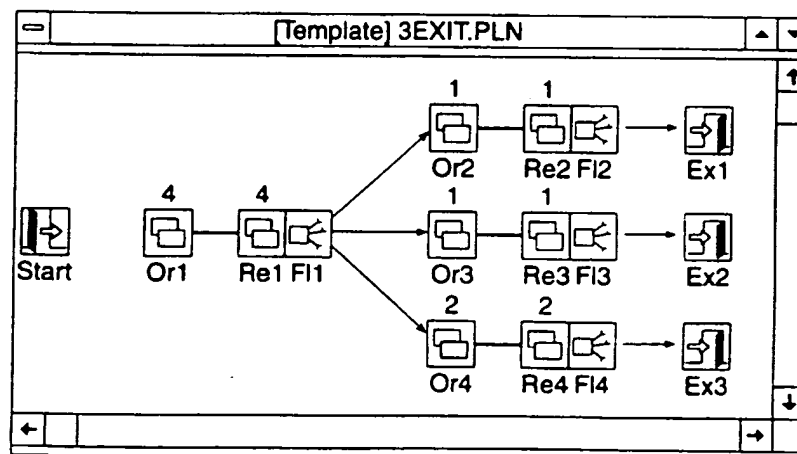 [Template] 3EXIT.PLN
1 1
Or2 Re2 Fl2 Ex1
4 4 1 1
Start Or1 Re1 Fl1 Or3 Re3 Fl3 Ex2
2 2
Or4 Re4 Fl4 Ex3